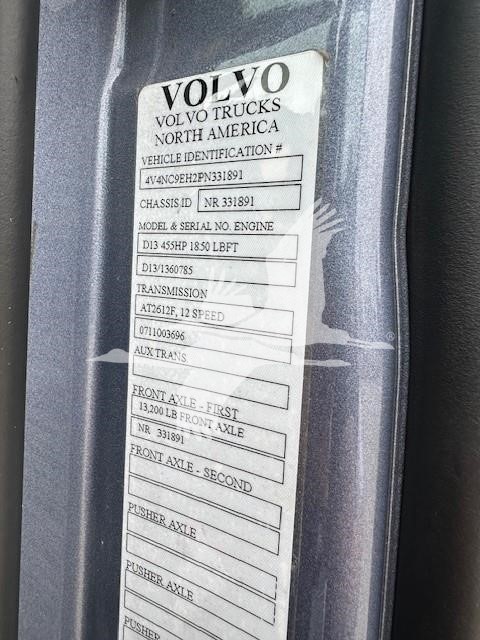 VOLVO
VOLVO TRUCKS
NORTH AMERICA
VEHICLE IDENTIFICATION #
4V4NC9EH2PN331891
CHASSIS ID NR 331891
MODEL & SERIAL NO. ENGINE
D13 455HP 1850 LBFT
D13/1360785
TRANSMISSION
AT2612F, 12 SPEED
0711003696
AUX TRANS
FRONT AXLE - FIRST
13,200 LB FRONT AXLE
NR 331891
FRONT AXLE - SECOND
PUSHER AXLE
PUSHER AXLE
PUSHER